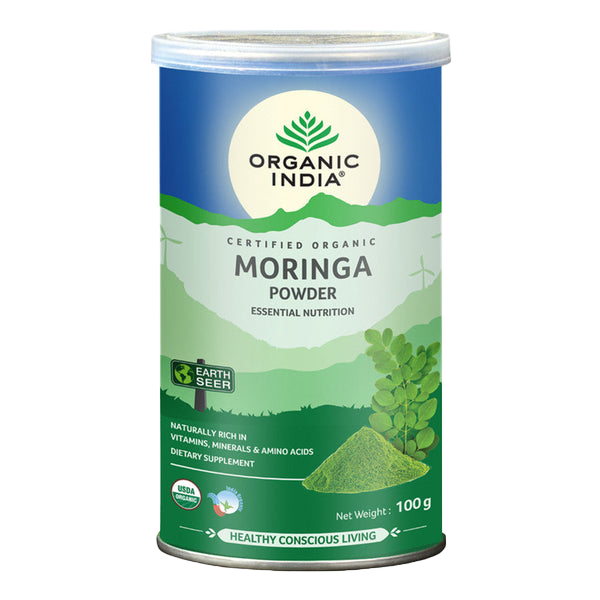 ORGANIC
INDIA®
CERTIFIED ORGANIC
MORINGA
POWDER
ESSENTIAL NUTRITION
EARTH
SEER
NATURALLY RICH IN
VITAMINS, MINERALS & AMINO ACIDS
DIETARY SUPPLEMENT
USDA
ORGANIC
Net Weight : 100g
HEALTHY CONSCIOUS LIVING